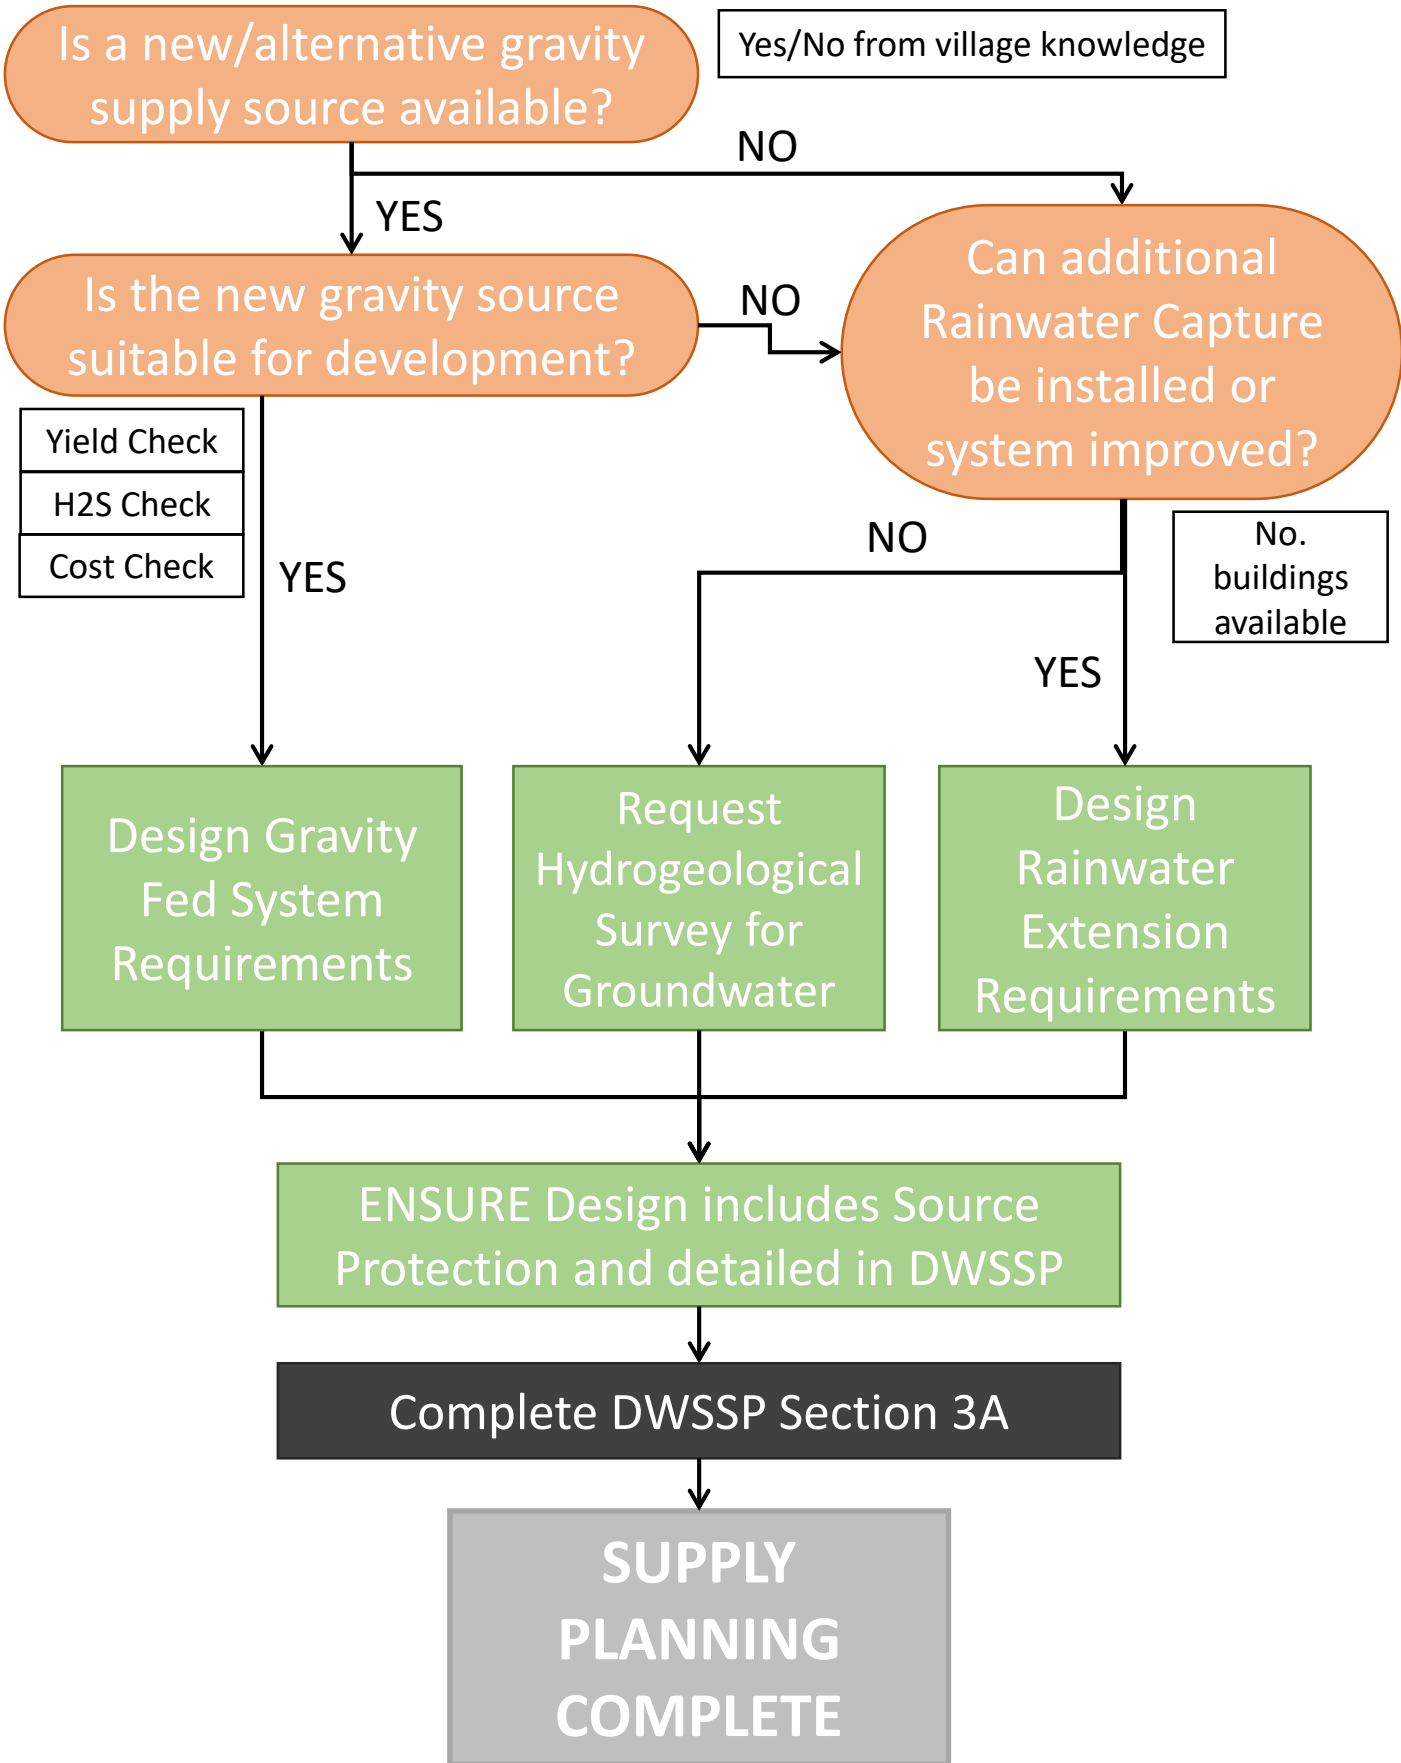 Is a new/alternative gravity
supply source available?
Yes/No from village knowledge
NO
YES
Is the new gravity source
suitable for development?
NO
Can additional
Rainwater Capture
be installed or
system improved?
Yield Check
H2S Check
Cost Check
YES
NO
No.
buildings
available
YES
Design Gravity
Fed System
Requirements
Request
Hydrogeological
Survey for
Groundwater
Design
Rainwater
Extension
Requirements
ENSURE Design includes Source
Protection and detailed in DWSSP
Complete DWSSP Section 3A
SUPPLY
PLANNING
COMPLETE